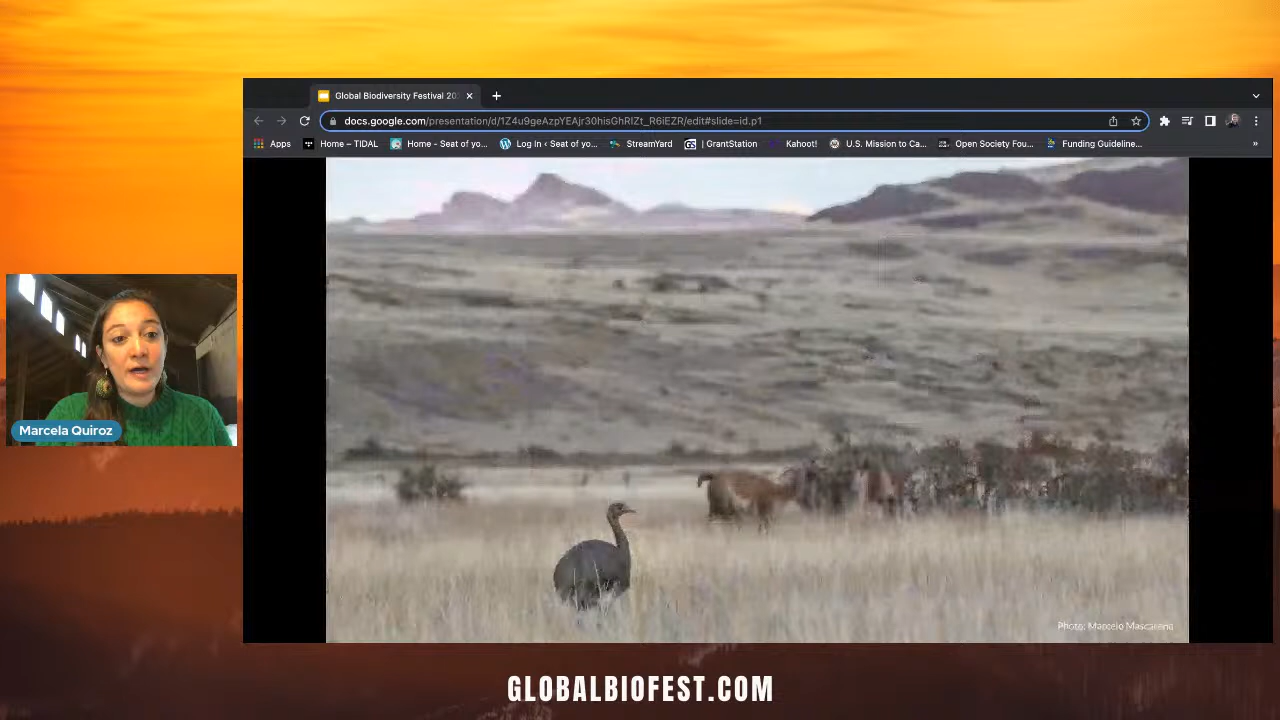 Global Biodiversity Festival 20
docs.google.com/presentation/d/1Z4u9geAzpYEAjr30hisGhRIZt_R6iEZR/edit#slide=id.p1
Apps Home – TIDAL Home - Seat of yo... Log In ‹ Seat of yo... StreamYard | GrantStation Kahoot! U.S. Mission to Ca... Open Society Fou... Funding Guideline... »
Marcela Quiroz
Photo: Marcelo Mascareno
GLOBALBIOFEST.COM